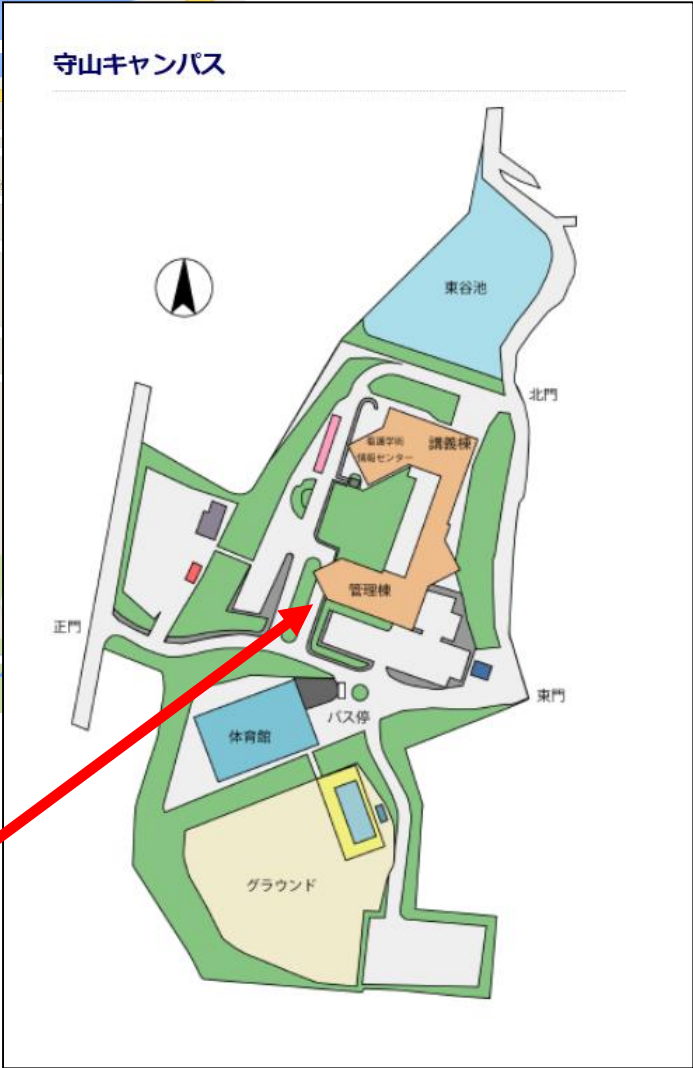 守山キャンパス
東谷池
北門
看護学術
情報センター
講義棟
管理棟
正門
東門
バス停
体育館
グラウンド